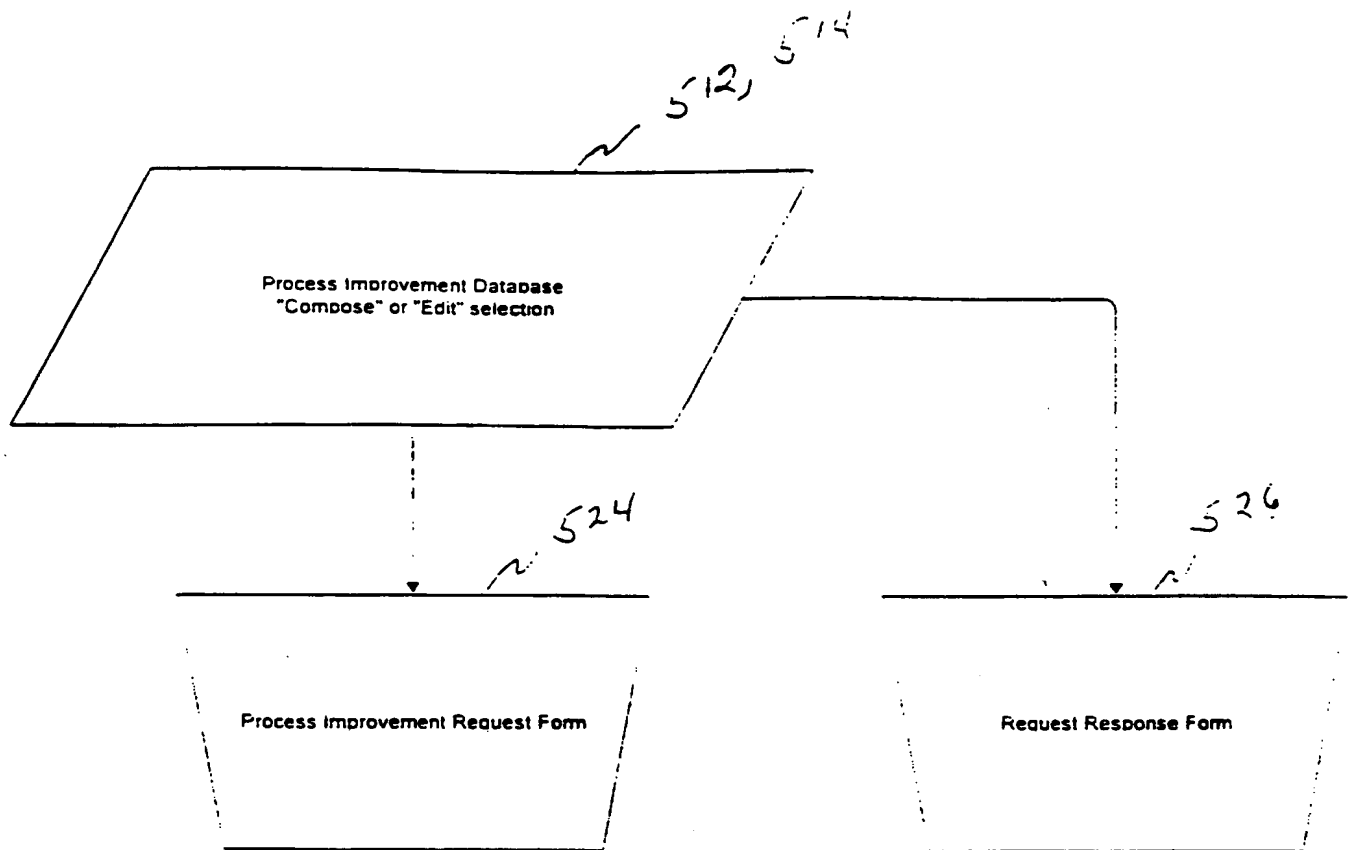 512, 514
Process Improvement Database
"Compose" or "Edit" selection
524
526
Process Improvement Request Form
Request Response Form